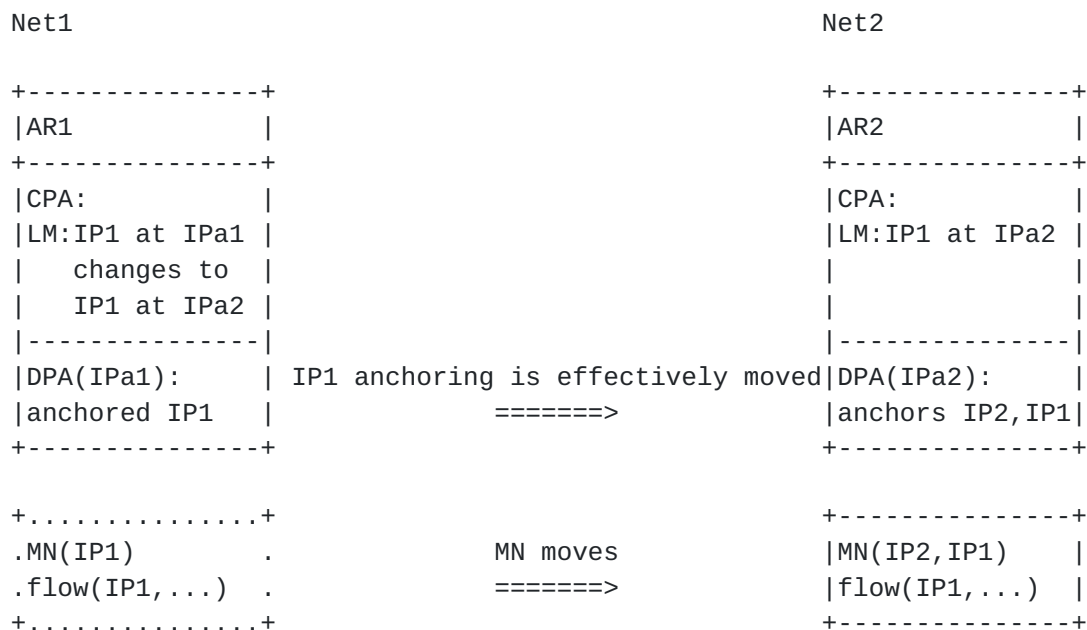 Net1                                                  Net2

+---------------+                                   +---------------+
|AR1            |                                   |AR2            |
+---------------+                                   +---------------+
|CPA:           |                                   |CPA:           |
|LM:IP1 at IPa1 |                                   |LM:IP1 at IPa2 |
|   changes to  |                                   |               |
|   IP1 at IPa2 |                                   |               |
|---------------|                                   |---------------|
|DPA(IPa1):     | IP1 anchoring is effectively moved|DPA(IPa2):     |
|anchored IP1   |              =======>             |anchors IP2,IP1|
+---------------+                                   +---------------+

+...............+                                   +---------------+
.MN(IP1)        .              MN moves             |MN(IP2,IP1)    |
.flow(IP1,...)  .              =======>             |flow(IP1,...)  |
+...............+                                   +---------------+